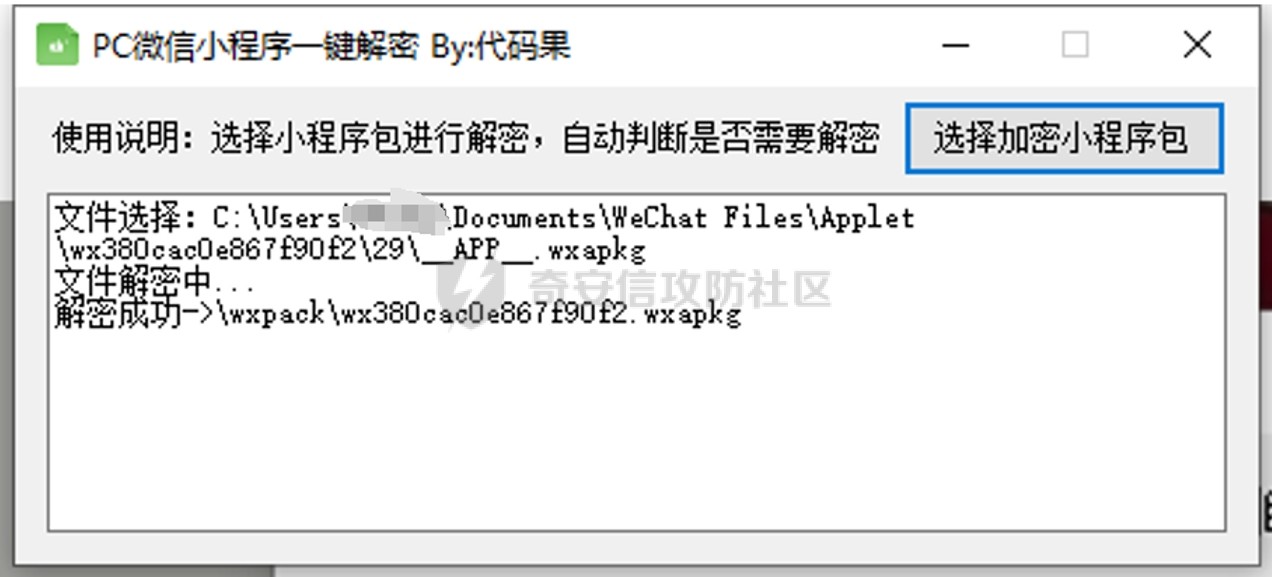 PC微信小程序一键解密 By:代码果
使用说明：选择小程序包进行解密，自动判断是否需要解密
选择加密小程序包
文件选择：C:\Users\ \Documents\WeChat Files\Applet
\wx380cac0e867f90f2\29\__APP__.wxapkg
文件解密中...
解密成功->\wxpack\wx380cac0e867f90f2.wxapkg
奇安信攻防社区